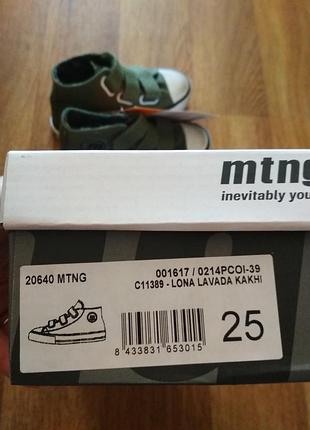 mtng
inevitably you
20640 MTNG
001617 / 0214PCOI-39
C11389 - LONA LAVADA KAKHI
25
8 433831 653015